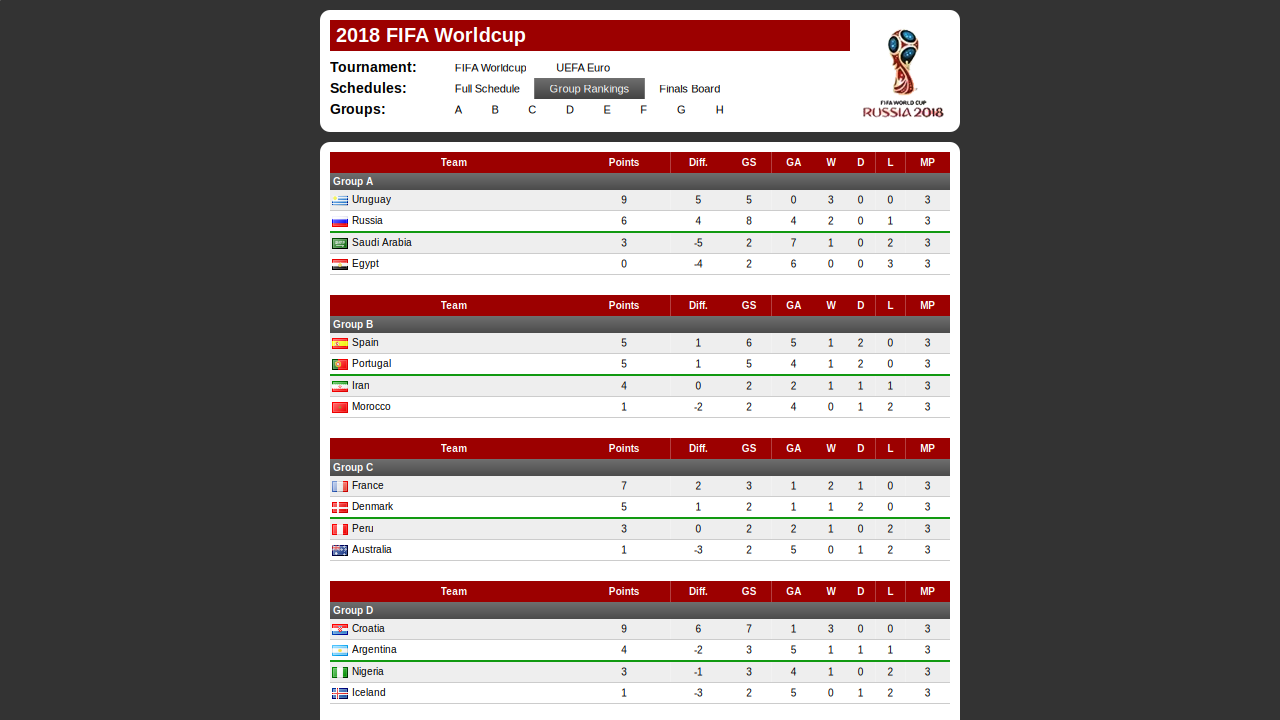 2018 FIFA Worldcup
Tournament: FIFA Worldcup UEFA Euro
Schedules: Full Schedule Group Rankings Finals Board
Groups: A B C D E F G H
FIFA WORLD CUP
RUSSIA 2018
Team Points Diff. GS GA W D L MP
Group A
Uruguay 9 5 5 0 3 0 0 3
Russia 6 4 8 4 2 0 1 3
Saudi Arabia 3 -5 2 7 1 0 2 3
Egypt 0 -4 2 6 0 0 3 3
Team Points Diff. GS GA W D L MP
Group B
Spain 5 1 6 5 1 2 0 3
Portugal 5 1 5 4 1 2 0 3
Iran 4 0 2 2 1 1 1 3
Morocco 1 -2 2 4 0 1 2 3
Team Points Diff. GS GA W D L MP
Group C
France 7 2 3 1 2 1 0 3
Denmark 5 1 2 1 1 2 0 3
Peru 3 0 2 2 1 0 2 3
Australia 1 -3 2 5 0 1 2 3
Team Points Diff. GS GA W D L MP
Group D
Croatia 9 6 7 1 3 0 0 3
Argentina 4 -2 3 5 1 1 1 3
Nigeria 3 -1 3 4 1 0 2 3
Iceland 1 -3 2 5 0 1 2 3